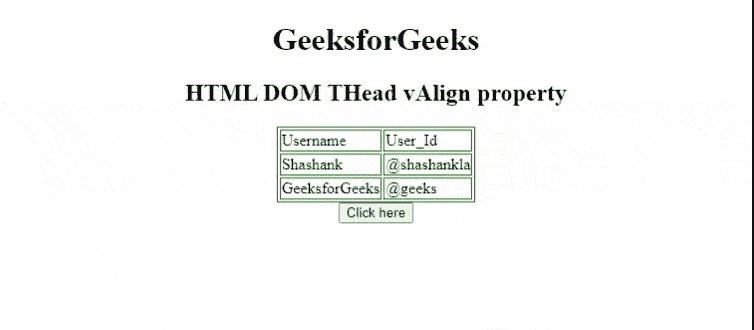 GeeksforGeeks
HTML DOM THead vAlign property
Username User_Id
Shashank @shashankla
GeeksforGeeks @geeks
Click here